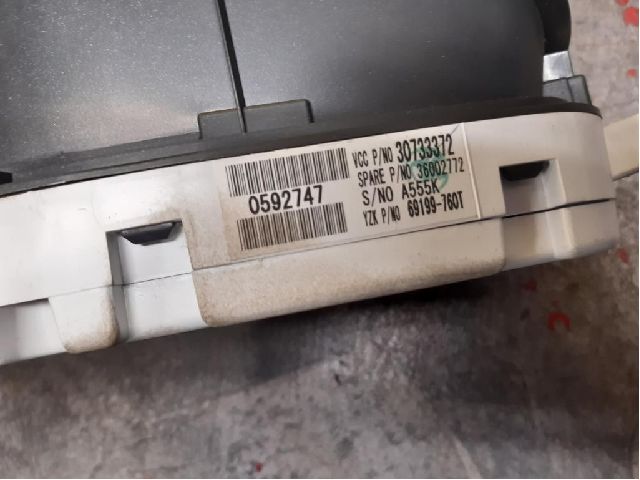 0592747
VCC P/NO 30733372
SPARE P/NO 36002772
S/NO A555K
YZK P/NO 69199-760T